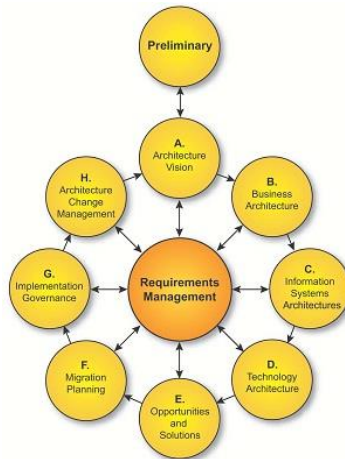 Preliminary
A.
Architecture
Vision
B.
Business
Architecture
C.
Information
Systems
Architectures
D.
Technology
Architecture
E.
Opportunities
and
Solutions
F.
Migration
Planning
G.
Implementation
Governance
H.
Architecture
Change
Management
Requirements
Management